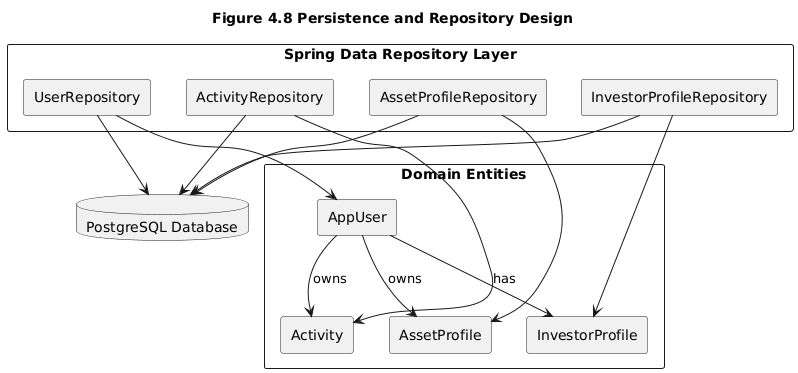 Figure 4.8 Persistence and Repository Design
Spring Data Repository Layer
UserRepository
ActivityRepository
AssetProfileRepository
InvestorProfileRepository
Domain Entities
PostgreSQL Database
AppUser
owns
owns
has
Activity
AssetProfile
InvestorProfile